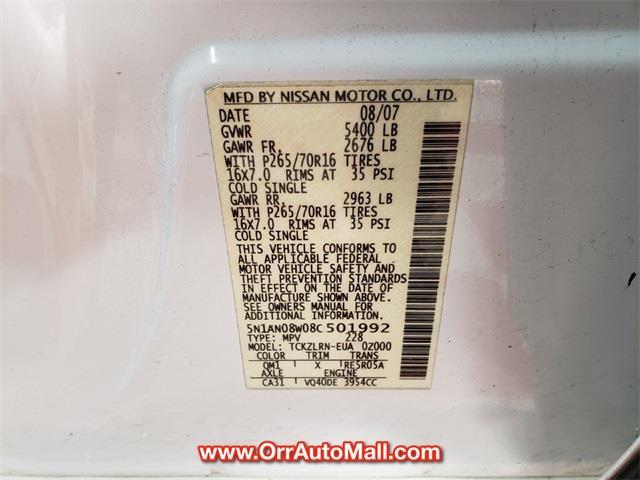 MFD BY NISSAN MOTOR CO., LTD.
DATE 08/07
GVWR 5400 LB
GAWR FR. 2676 LB
WITH P265/70R16 TIRES
16X7.0 RIMS AT 35 PSI
COLD SINGLE
GAWR RR. 2963 LB
WITH P265/70R16 TIRES
16X7.0 RIMS AT 35 PSI
COLD SINGLE
THIS VEHICLE CONFORMS TO
ALL APPLICABLE FEDERAL
MOTOR VEHICLE SAFETY AND
THEFT PREVENTION STANDARDS
IN EFFECT ON THE DATE OF
MANUFACTURE SHOWN ABOVE.
SEE OWNERS MANUAL FOR
ADDITIONAL INFORMATION.
5N1AN08W08C501992
TYPE: MPV 228
MODEL: TCKZLRN-EUA 0Z000
COLOR TRIM TRANS
QM1 X RE5R05A
AXLE ENGINE
CA31 VQ40DE 3954CC
www.OrrAutoMall.com